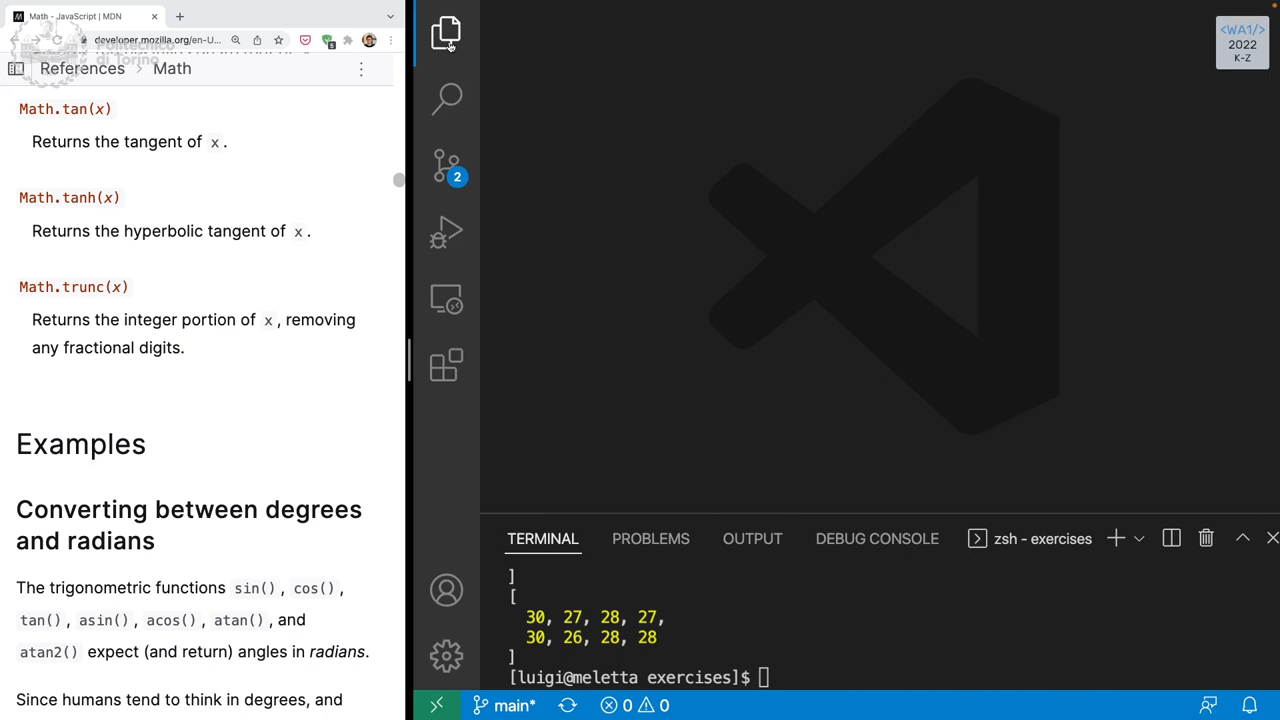 Math - JavaScript | MDN
developer.mozilla.org/en-U...
Politecnico
di Torino
References > Math
Math.tan(x)
Returns the tangent of x.
Math.tanh(x)
Returns the hyperbolic tangent of x.
Math.trunc(x)
Returns the integer portion of x, removing
any fractional digits.
Examples
Converting between degrees
and radians
The trigonometric functions sin(), cos(),
tan(), asin(), acos(), atan(), and
atan2() expect (and return) angles in radians.
Since humans tend to think in degrees, and
2
<WA1/>
2022
K-Z
TERMINAL PROBLEMS OUTPUT DEBUG CONSOLE zsh - exercises
]
[
30, 27, 28, 27,
30, 26, 28, 28
]
[luigi@meletta exercises]$
main* 0 0